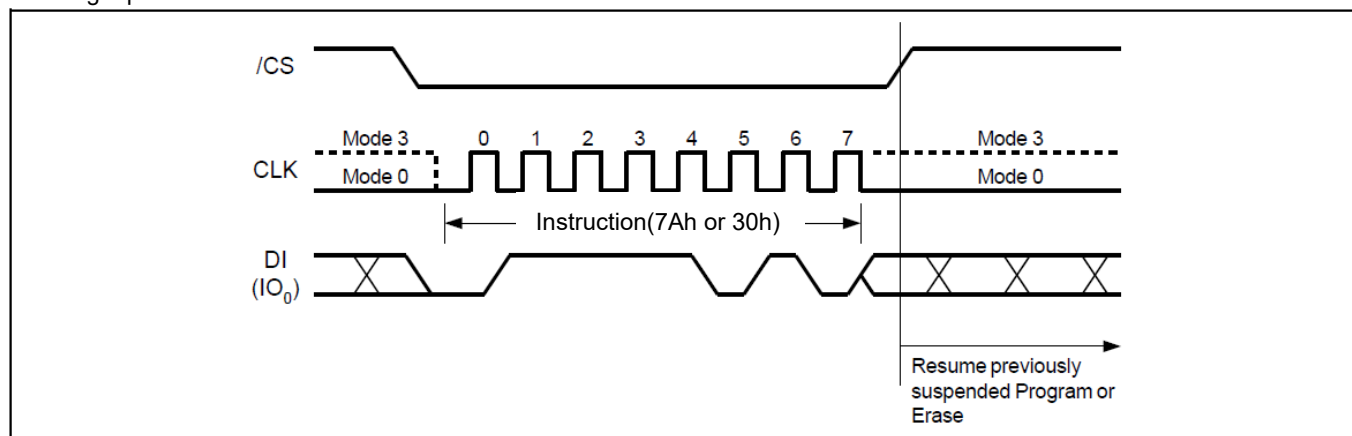 /CS
Mode 3 0 1 2 3 4 5 6 7 Mode 3
CLK
Mode 0 Mode 0
Instruction(7Ah or 30h)
DI
(IO₀)
Resume previously
suspended Program or
Erase